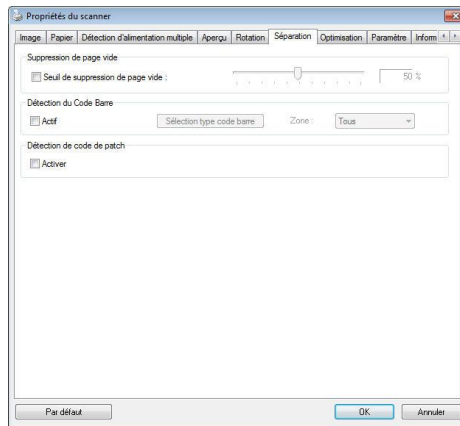 Propriétés du scanner
Image Papier Détection d'alimentation multiple Aperçu Rotation Séparation Optimisation Paramètre Inform
Suppression de page vide
Seuil de suppression de page vide : 50 %
Détection du Code Barre
Actif Sélection type code barre Zone : Tous
Détection de code de patch
Activer
Par défaut OK Annuler